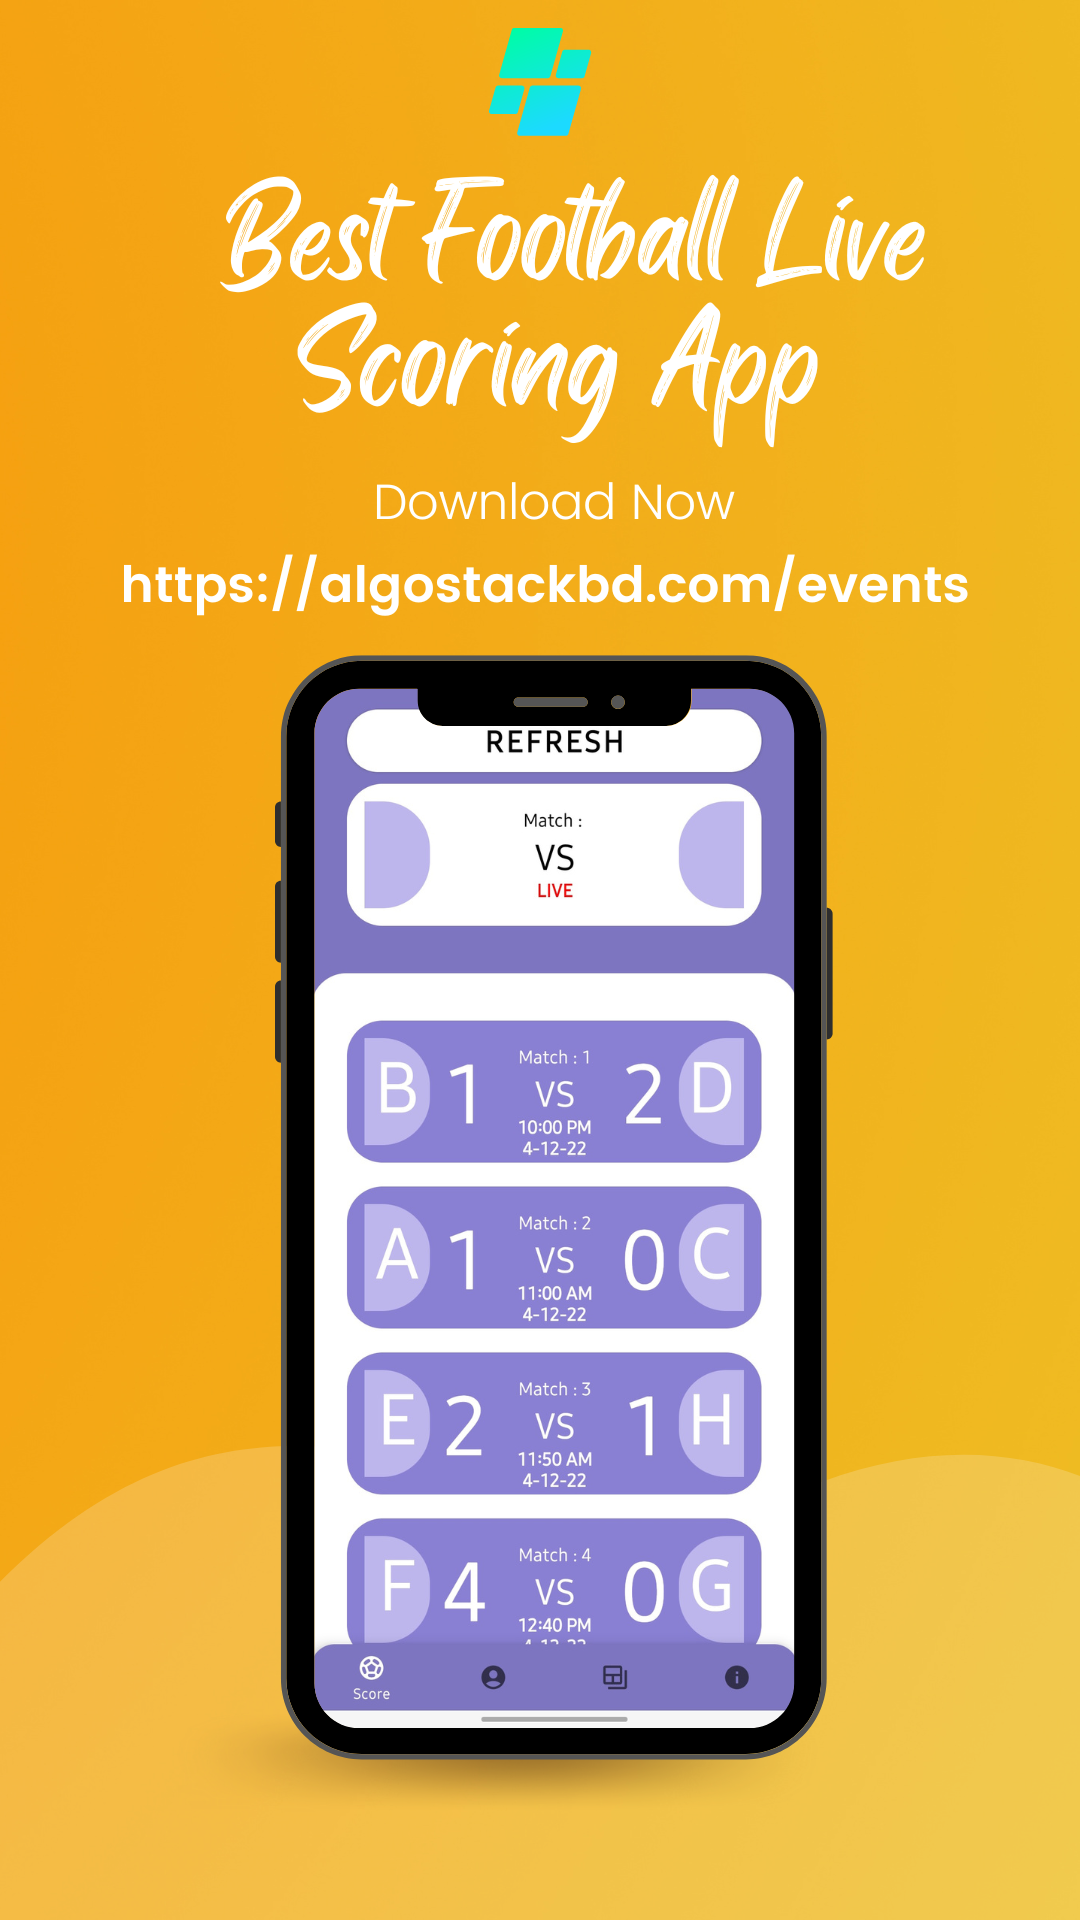 Best Football Live
Scoring App
Download Now
https://algostackbd.com/events
REFRESH
Match :
VS
LIVE
B 1 Match : 1 2 D
VS
10:00 PM
4-12-22
A 1 Match : 2 0 C
VS
11:00 AM
4-12-22
E 2 Match : 3 1 H
VS
11:50 AM
4-12-22
F 4 Match : 4 0 G
VS
12:40 PM
Score